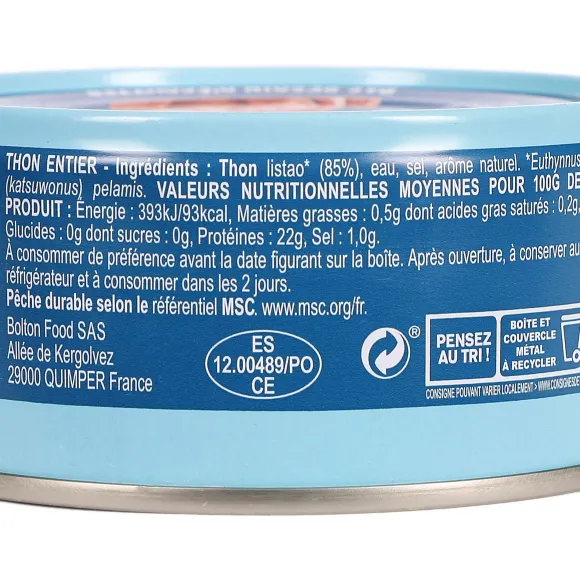 THON ENTIER - Ingrédients : Thon listao* (85%), eau, sel, arôme naturel. *Euthynnus
(katsuwonus) pelamis. VALEURS NUTRITIONNELLES MOYENNES POUR 100G DE
PRODUIT : Énergie : 393kJ/93kcal, Matières grasses : 0,5g dont acides gras saturés : 0,2g,
Glucides : 0g dont sucres : 0g, Protéines : 22g, Sel : 1,0g.
À consommer de préférence avant la date figurant sur la boîte. Après ouverture, à conserver au
réfrigérateur et à consommer dans les 2 jours.
Pêche durable selon le référentiel MSC. www.msc.org/fr.
Bolton Food SAS
Allée de Kergolvez
29000 QUIMPER France
ES
12.00489/PO
CE
®
PENSEZ
AU TRI !
BOÎTE ET
COUVERCLE
MÉTAL
À RECYCLER
CONSIGNE POUVANT VARIER LOCALEMENT > WWW.CONSIGNESDET